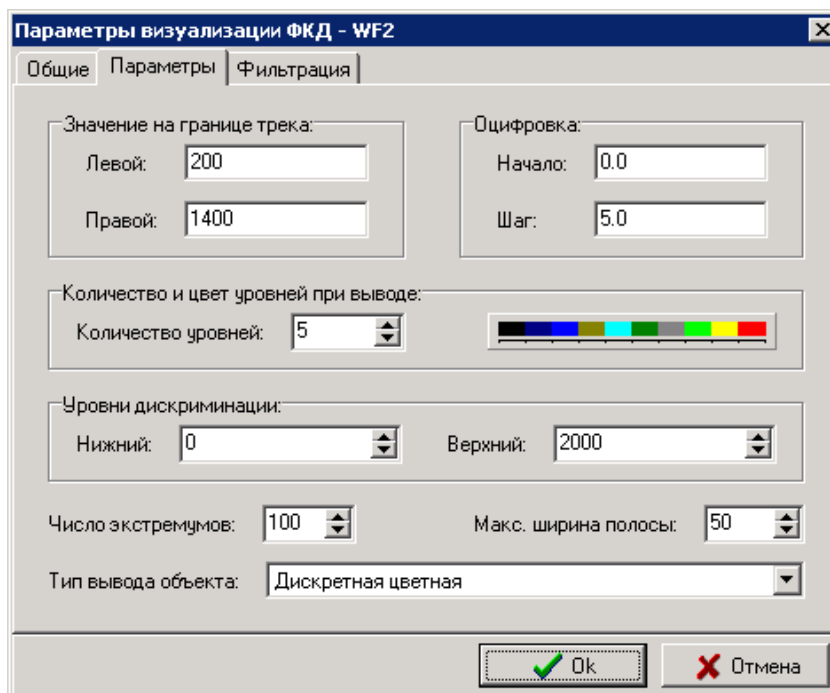 Параметры визуализации ФКД - WF2
Общие Параметры Фильтрация
Значение на границе трека: Оцифровка:
Левой: 200 Начало: 0.0
Правой: 1400 Шаг: 5.0
Количество и цвет уровней при выводе:
Количество уровней: 5
Уровни дискриминации:
Нижний: 0 Верхний: 2000
Число экстремумов: 100 Макс. ширина полосы: 50
Тип вывода объекта: Дискретная цветная
Ok Отмена